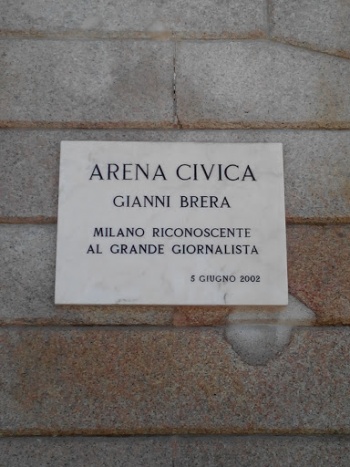 ARENA CIVICA
GIANNI BRERA
MILANO RICONOSCENTE
AL GRANDE GIORNALISTA
5 GIUGNO 2002